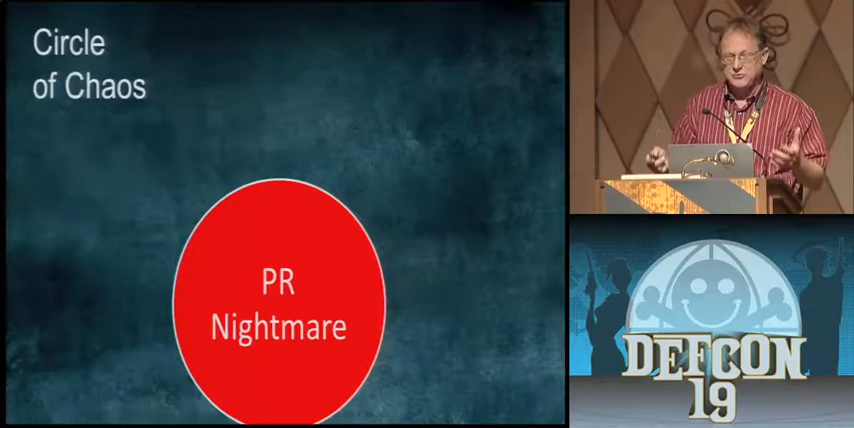 Circle
of Chaos
PR
Nightmare
DEFCON
19